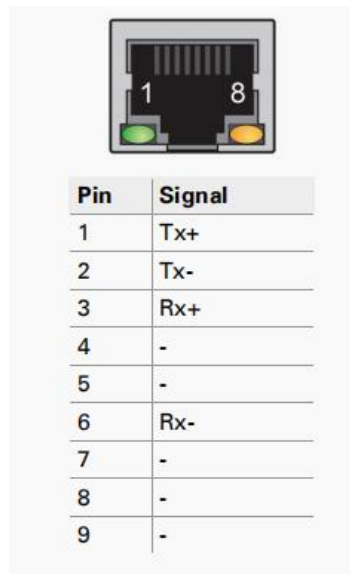 1 8
Pin Signal
1 Tx+
2 Tx-
3 Rx+
4 -
5 -
6 Rx-
7 -
8 -
9 -